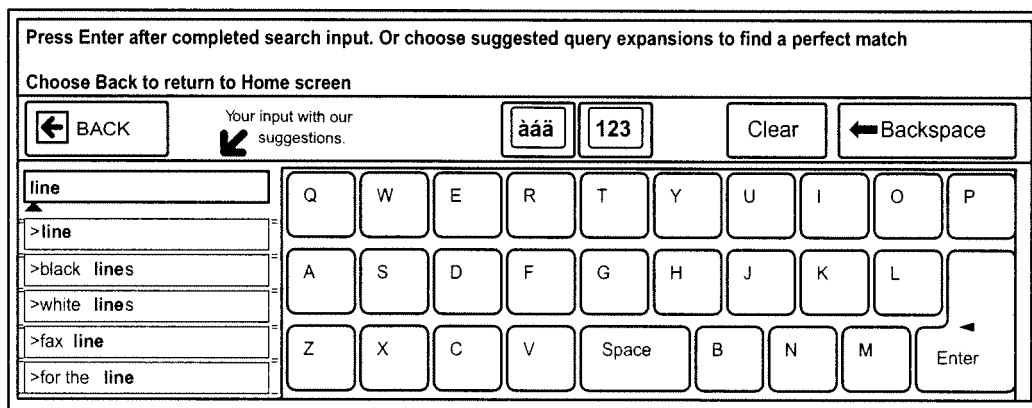 Press Enter after completed search input. Or choose suggested query expansions to find a perfect match
Choose Back to return to Home screen
BACK
Your input with our
suggestions.
àáä
123
Clear
Backspace
line
>line
>black lines
>white lines
>fax line
>for the line
Q W E R T Y U I O P
A S D F G H J K L
Z X C V Space B N M Enter